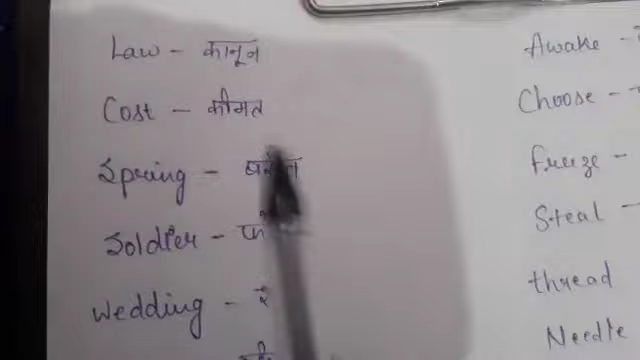 Law - कानून
Cost - कीमत
Spring -
Soldier -
Wedding -
Awake -
Choose -
Freeze -
Steal -
thread
Needle